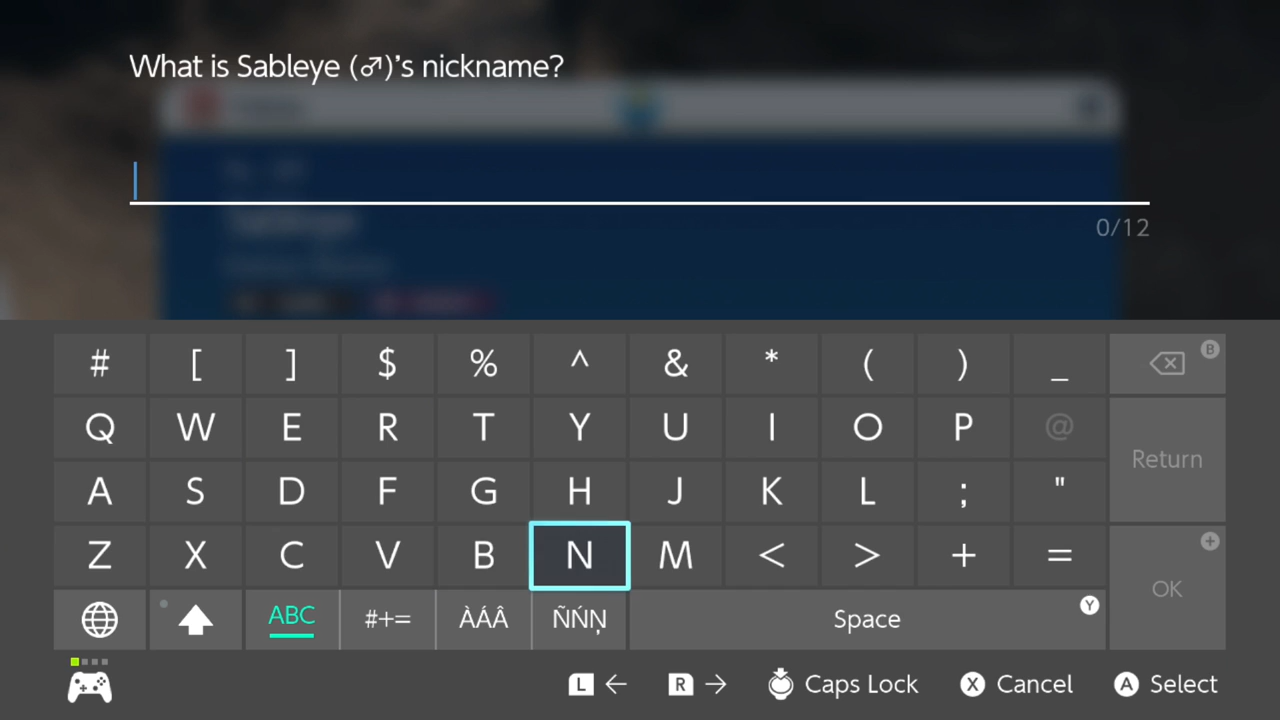 What is Sableye (♂)'s nickname?
0/12
# [ ] $ % ^ & * ( ) _ B
Q W E R T Y U I O P @ Return
A S D F G H J K L ; "
Z X C V B N M < > + = + OK
ABC #+= ÀÁÂ ÑŃŅ Space Y
L ← R → Caps Lock X Cancel A Select